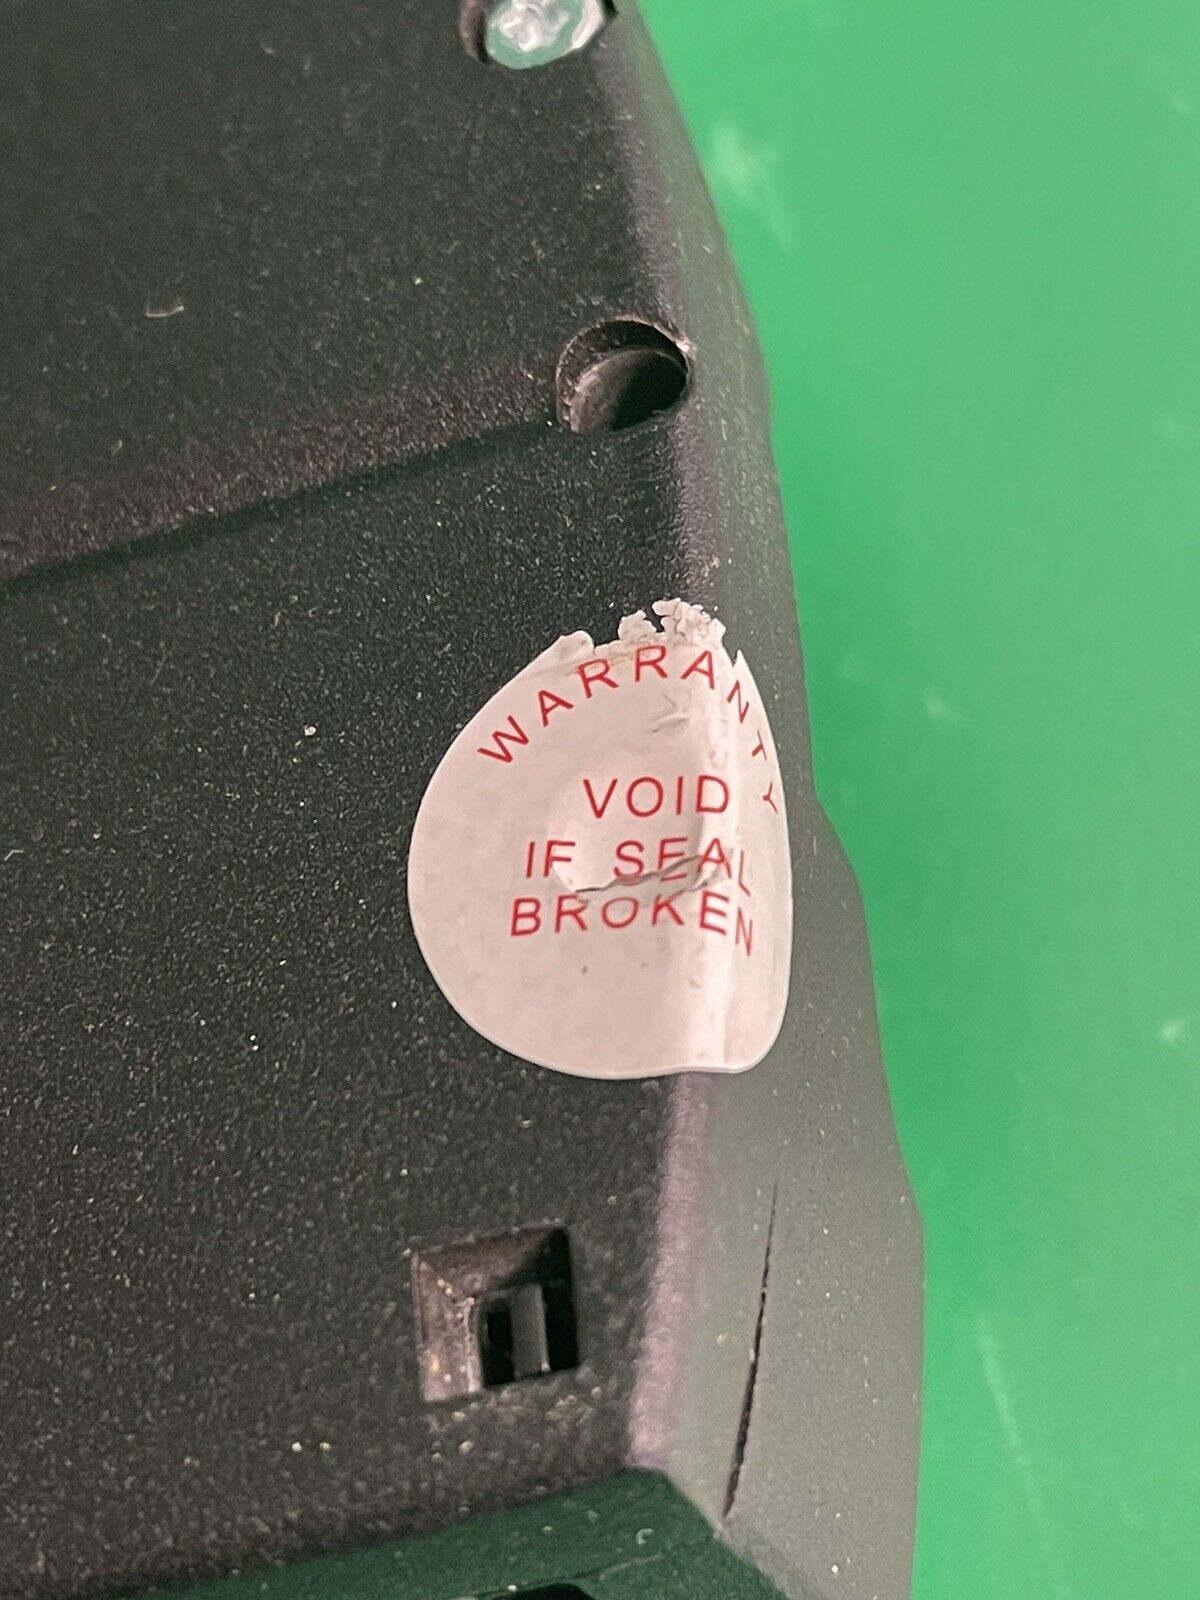 WARRANTY
VOID
IF SEAL
BROKEN